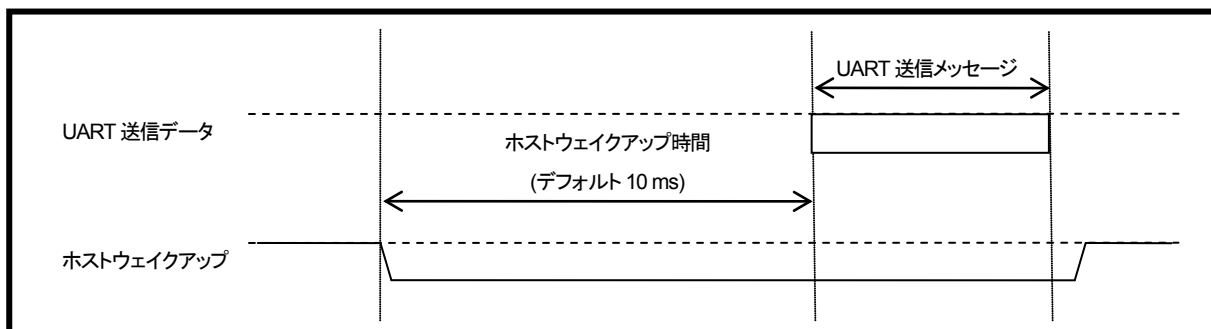 UART 送信メッセージ
UART 送信データ
ホストウェイクアップ時間
(デフォルト 10 ms)
ホストウェイクアップ